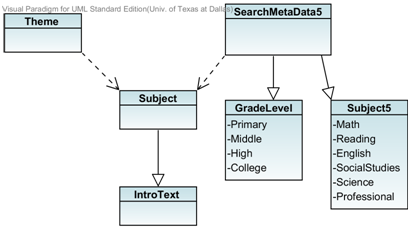 Visual Paradigm for UML Standard Edition(Univ. of Texas at Dallas)
Theme
SearchMetaData5
Subject
GradeLevel
-Primary
-Middle
-High
-College
Subject5
-Math
-Reading
-English
-SocialStudies
-Science
-Professional
IntroText